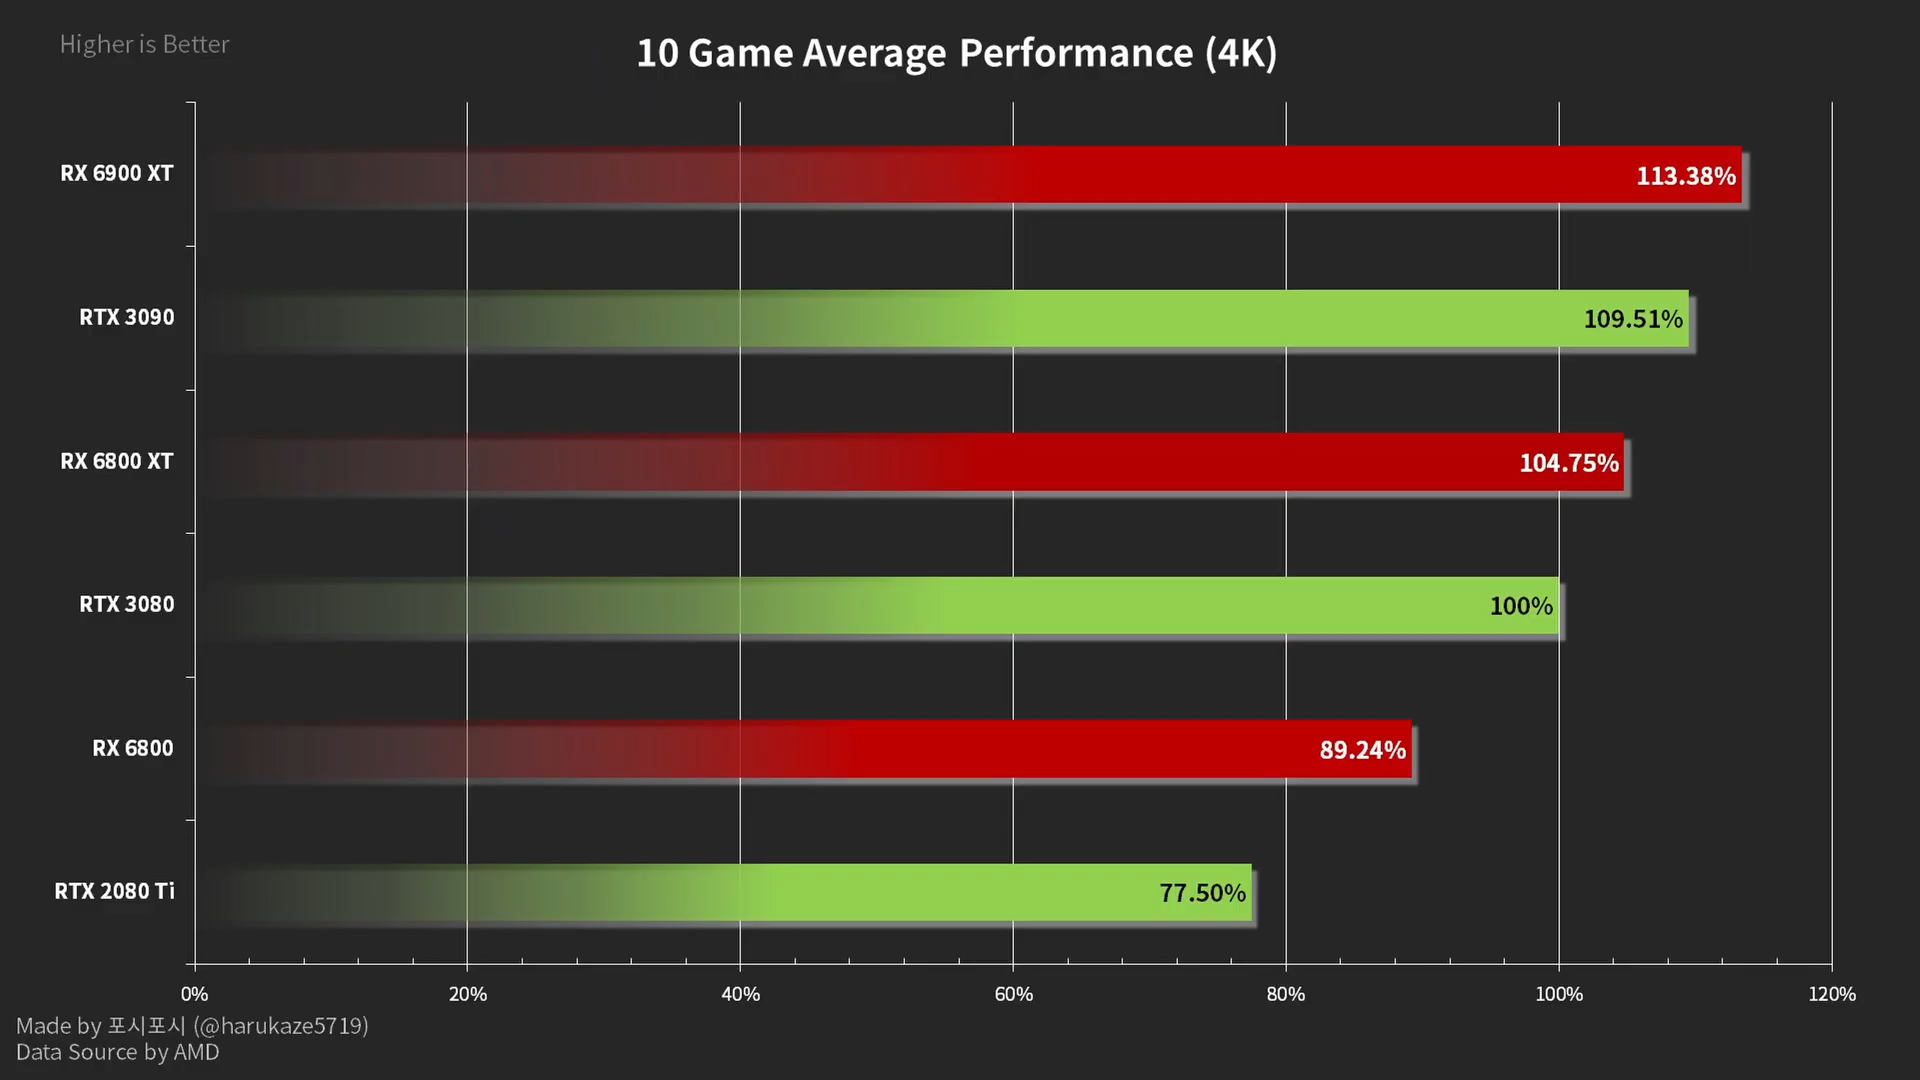 Higher is Better
10 Game Average Performance (4K)
RX 6900 XT
113.38%
RTX 3090
109.51%
RX 6800 XT
104.75%
RTX 3080
100%
RX 6800
89.24%
RTX 2080 Ti
77.50%
0% 20% 40% 60% 80% 100% 120%
Made by 포시포시 (@harukaze5719)
Data Source by AMD